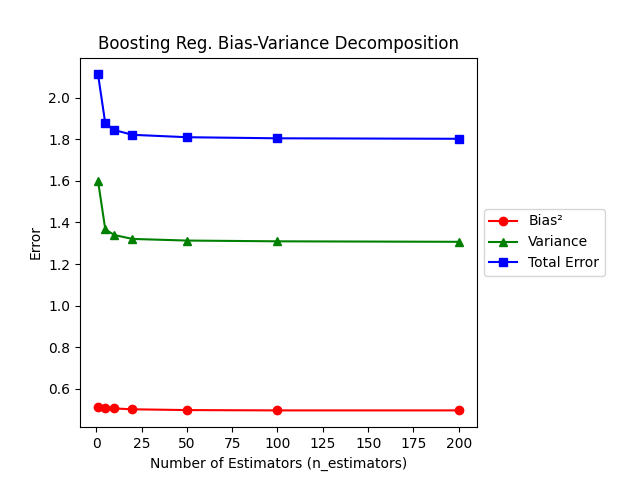 Boosting Reg. Bias-Variance Decomposition
Error
2.0
1.8
1.6
1.4
1.2
1.0
0.8
0.6
0 25 50 75 100 125 150 175 200
Number of Estimators (n_estimators)
Bias²
Variance
Total Error